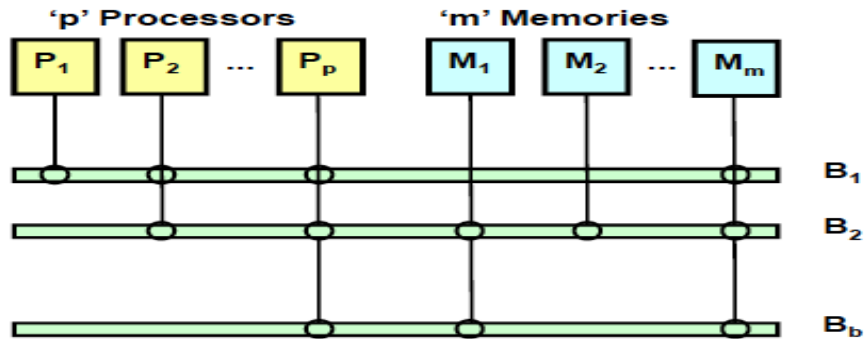 'p' Processors 'm' Memories
P1 P2 ... Pp M1 M2 ... Mm
B1
B2
Bb